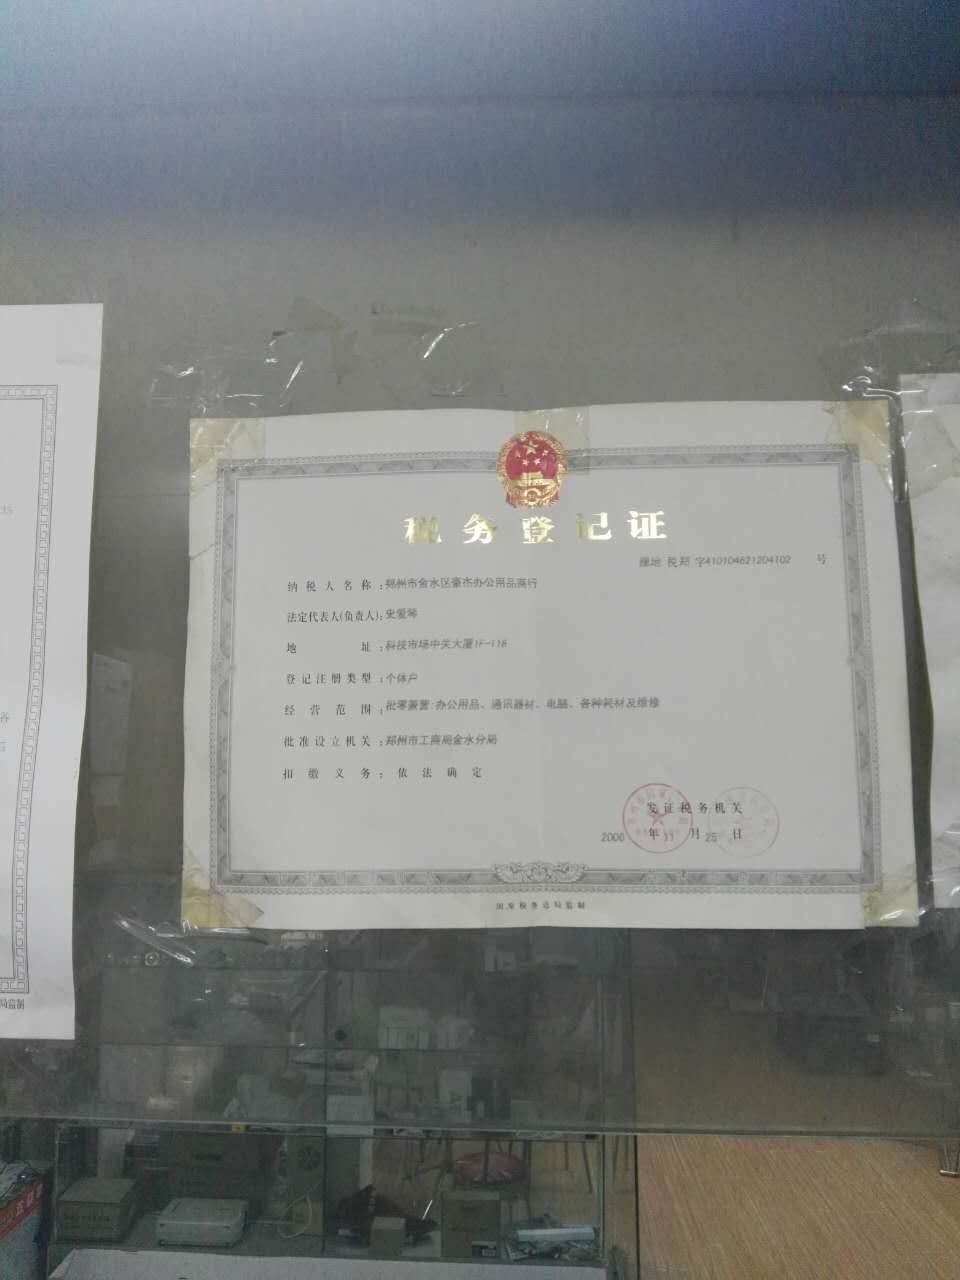 税务登记证
豫地 税郑 字410104621204102 号
纳税人名称：郑州市金水区豪杰办公用品商行
法定代表人(负责人)：史爱琴
地址：科技市场中关大厦1F-118
登记注册类型：个体户
经营范围：批零兼营:办公用品、通讯器材、电脑、各种耗材及维修
批准设立机关：郑州市工商局金水分局
扣缴义务：依法确定
发证税务机关
2006 年 11 月 25 日
国家税务总局监制
局监制